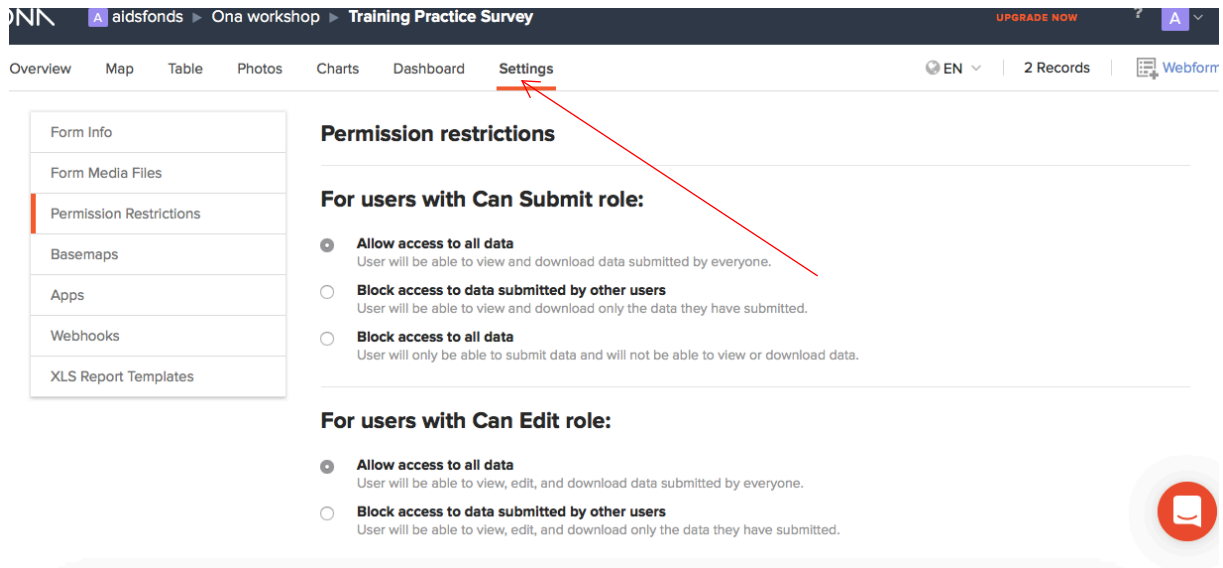 A aidsfonds ▶ Ona workshop ▶ Training Practice Survey UPGRADE NOW ? A
Overview Map Table Photos Charts Dashboard Settings EN 2 Records Webform
Form Info
Form Media Files
Permission Restrictions
Basemaps
Apps
Webhooks
XLS Report Templates
Permission restrictions
For users with Can Submit role:
Allow access to all data
User will be able to view and download data submitted by everyone.
Block access to data submitted by other users
User will be able to view and download only the data they have submitted.
Block access to all data
User will only be able to submit data and will not be able to view or download data.
For users with Can Edit role:
Allow access to all data
User will be able to view, edit, and download data submitted by everyone.
Block access to data submitted by other users
User will be able to view, edit, and download only the data they have submitted.